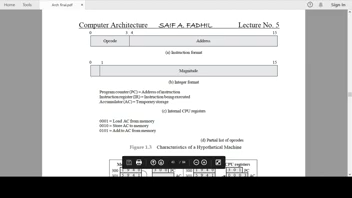 Home Tools Arch final.pdf × Sign In
Computer Architecture SAIF A. FADHIL Lecture No. 5
0 3 4 15
Opcode Address
(a) Instruction format
0 1 15
Magnitude
(b) Integer format
Program counter (PC) = Address of instruction
Instruction register (IR) = Instruction being executed
Accumulator (AC) = Temporary storage
(c) Internal CPU registers
0001 = Load AC from memory
0010 = Store AC to memory
0101 = Add to AC from memory
(d) Partial list of opcodes
Figure 1.3 Characteristics of a Hypothetical Machine
CPU registers